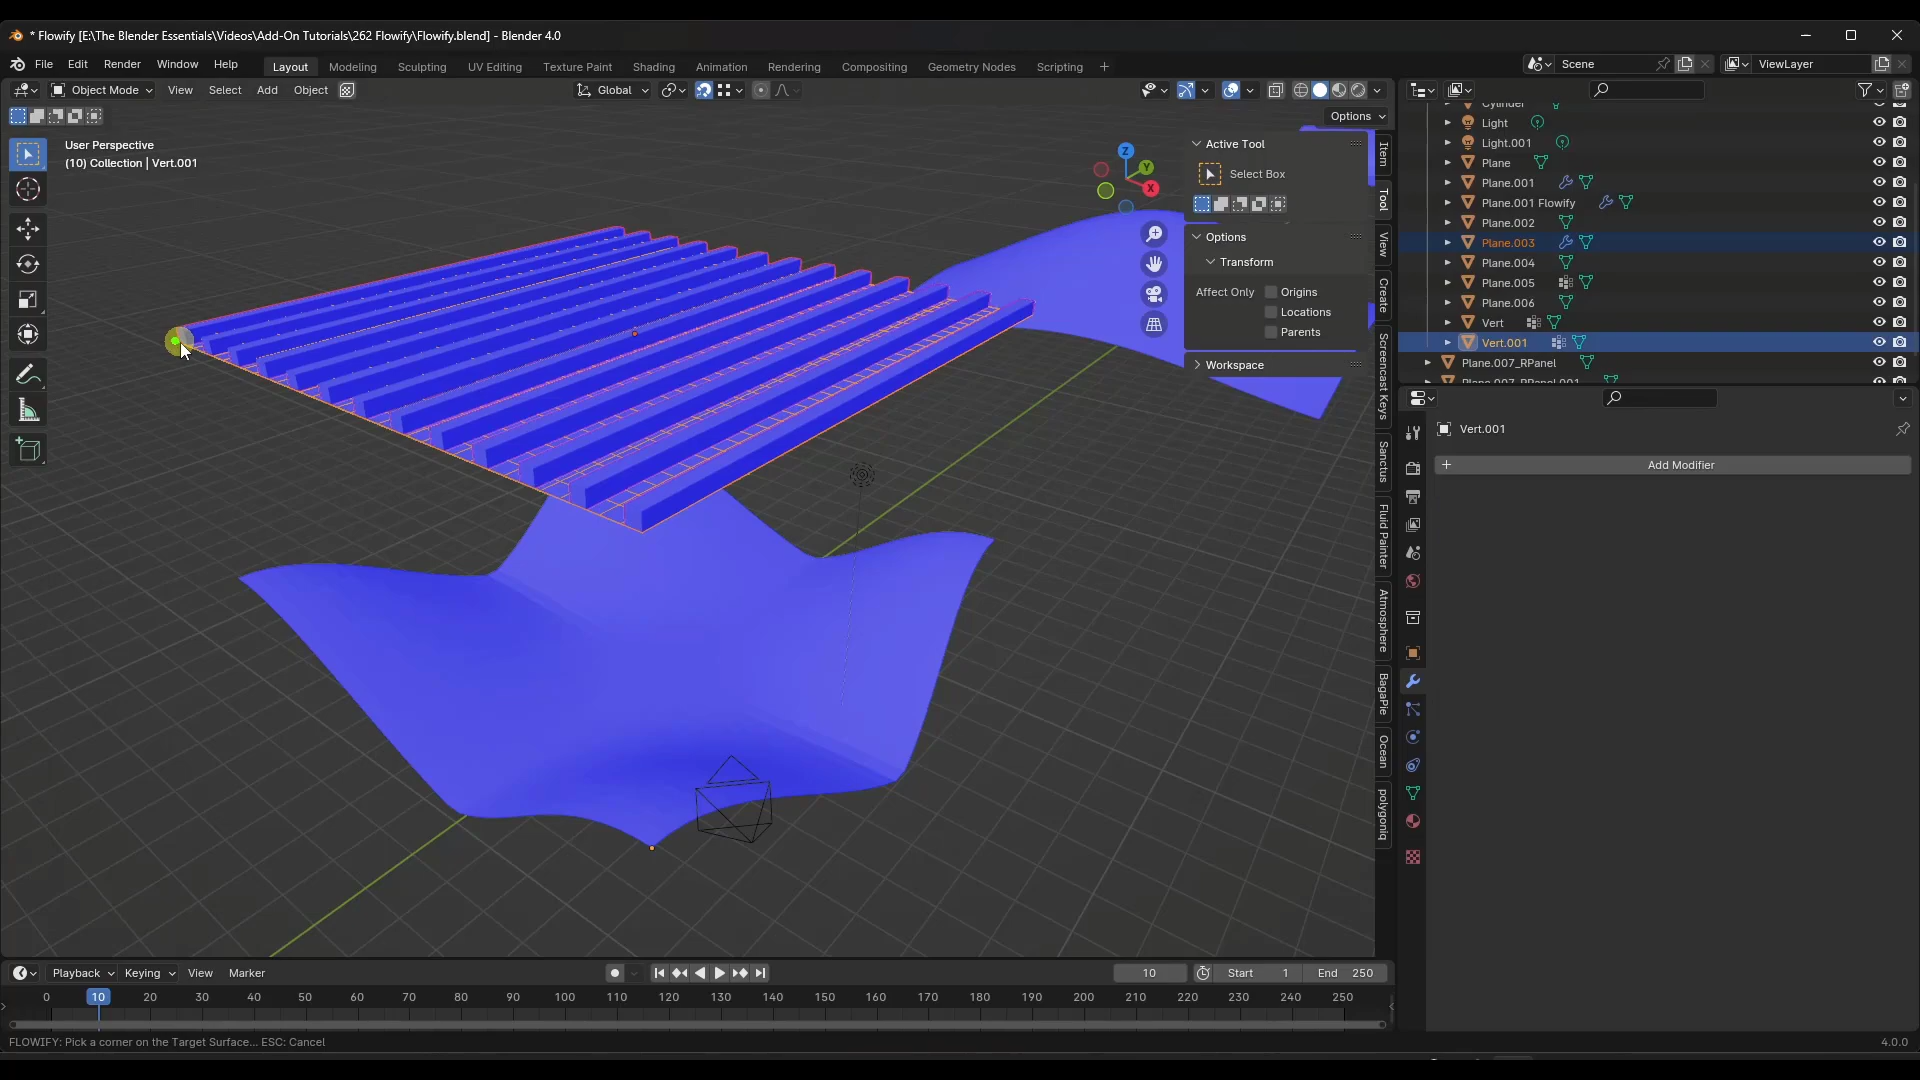 * Flowify [E:\The Blender Essentials\Videos\Add-On Tutorials\262 Flowify\Flowify.blend] - Blender 4.0
File Edit Render Window Help Layout Modeling Sculpting UV Editing Texture Paint Shading Animation Rendering Compositing Geometry Nodes Scripting + Scene ViewLayer
Object Mode View Select Add Object Global
Options
User Perspective
(10) Collection | Vert.001
Z
Y
X
Active Tool
Select Box
Options
Transform
Affect Only Origins
Locations
Parents
Workspace
Item
Tool
View
Create
Screencast Keys
Sanctus
Fluid Painter
Atmosphere
BagaPie
Ocean
polygoniq
Cylinder
Light
Light.001
Plane
Plane.001
Plane.001 Flowify
Plane.002
Plane.003
Plane.004
Plane.005
Plane.006
Vert
Vert.001
Plane.007_RPanel
Plane.007_RPanel.001
Vert.001
+ Add Modifier
Playback Keying View Marker 10 Start 1 End 250
0 10 20 30 40 50 60 70 80 90 100 110 120 130 140 150 160 170 180 190 200 210 220 230 240 250
FLOWIFY: Pick a corner on the Target Surface... ESC: Cancel
4.0.0